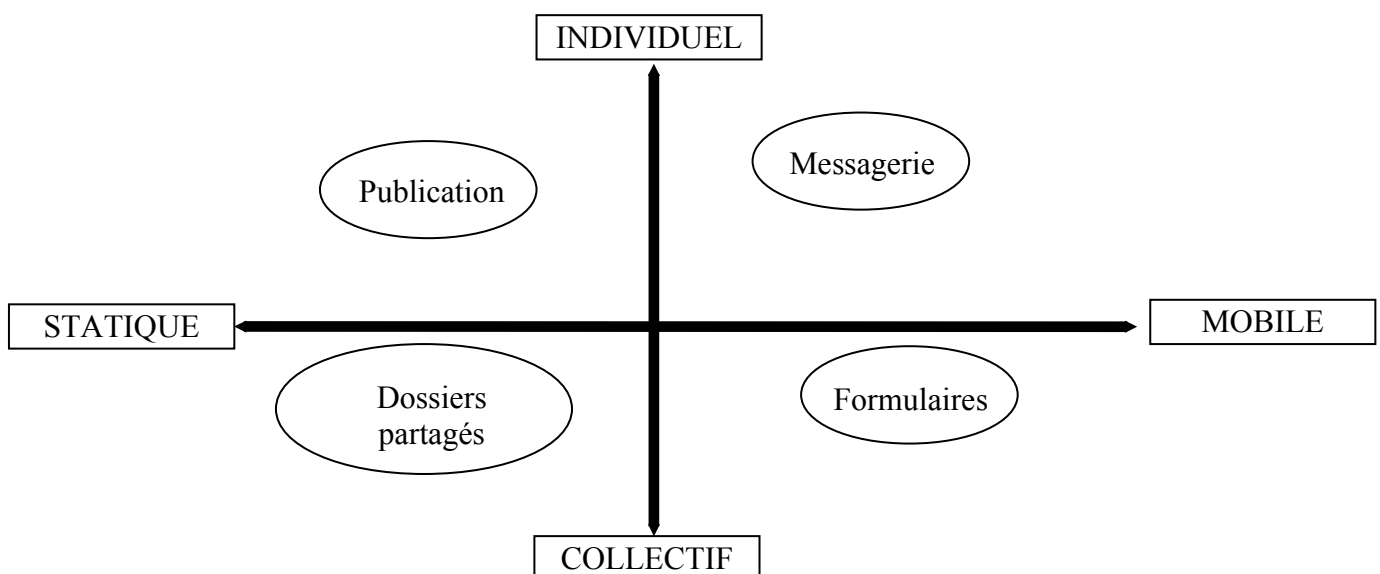 INDIVIDUEL
Messagerie
Publication
STATIQUE
MOBILE
Dossiers
partagés
Formulaires
COLLECTIF